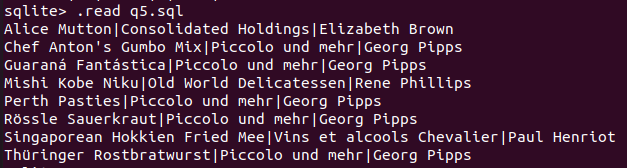 sqlite> .read q5.sql
Alice Mutton|Consolidated Holdings|Elizabeth Brown
Chef Anton's Gumbo Mix|Piccolo und mehr|Georg Pipps
Guaraná Fantástica|Piccolo und mehr|Georg Pipps
Mishi Kobe Niku|Old World Delicatessen|Rene Phillips
Perth Pasties|Piccolo und mehr|Georg Pipps
Rössle Sauerkraut|Piccolo und mehr|Georg Pipps
Singaporean Hokkien Fried Mee|Vins et alcools Chevalier|Paul Henriot
Thüringer Rostbratwurst|Piccolo und mehr|Georg Pipps